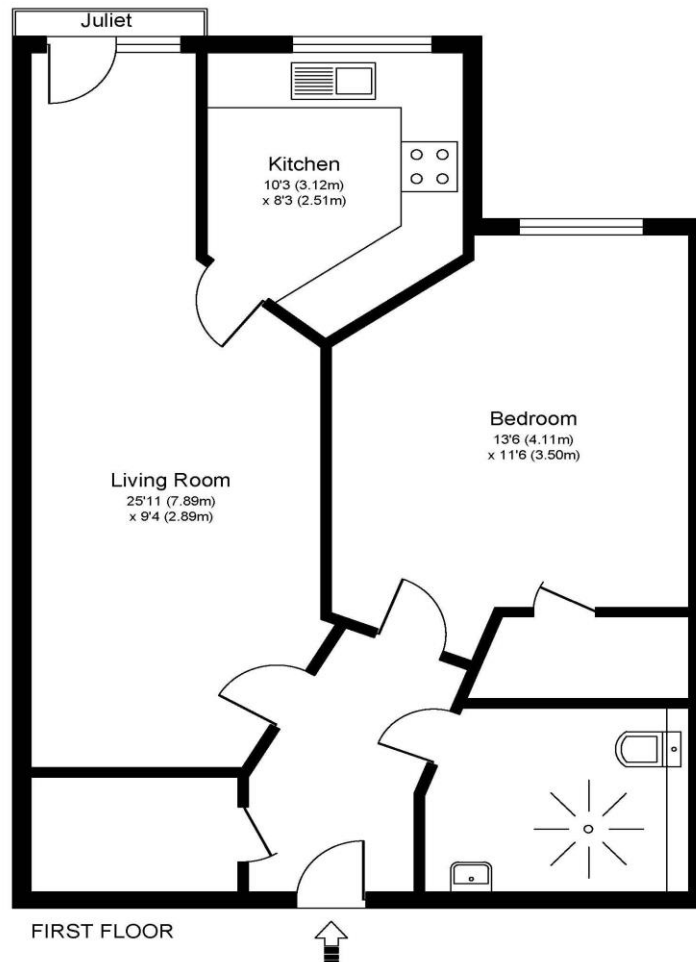 Juliet
Kitchen
10'3 (3.12m)
x 8'3 (2.51m)
Bedroom
13'6 (4.11m)
x 11'6 (3.50m)
Living Room
25'11 (7.89m)
x 9'4 (2.89m)
FIRST FLOOR